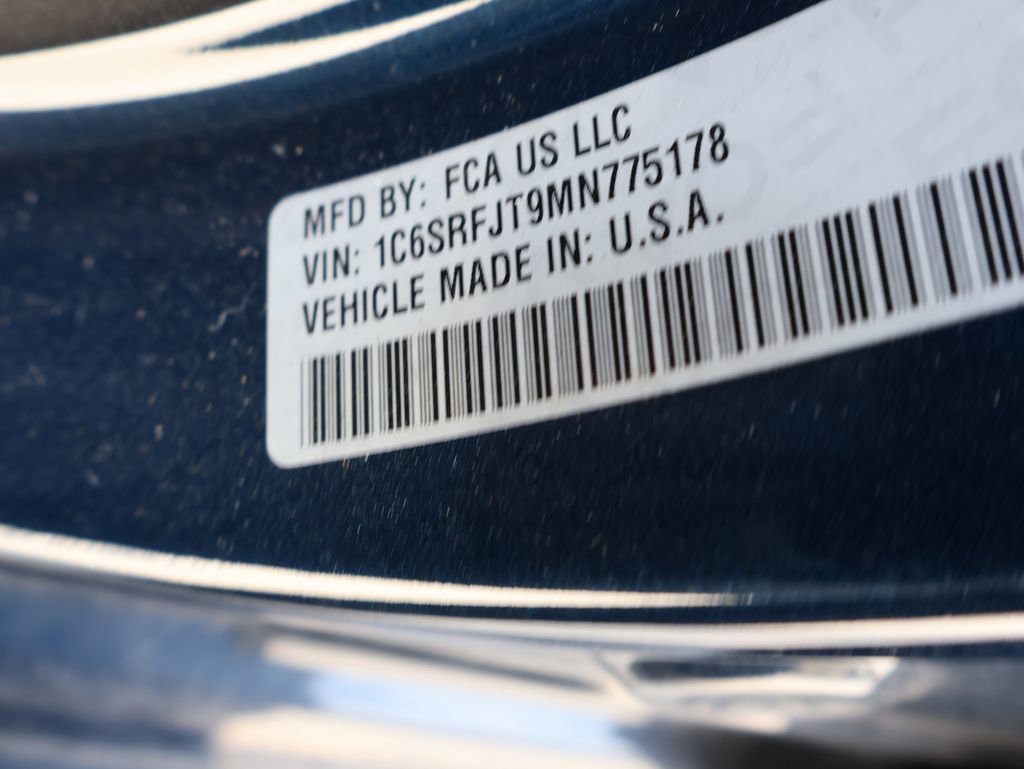 MFD BY: FCA US LLC
VIN: 1C6SRFJT9MN775178
VEHICLE MADE IN: U.S.A.